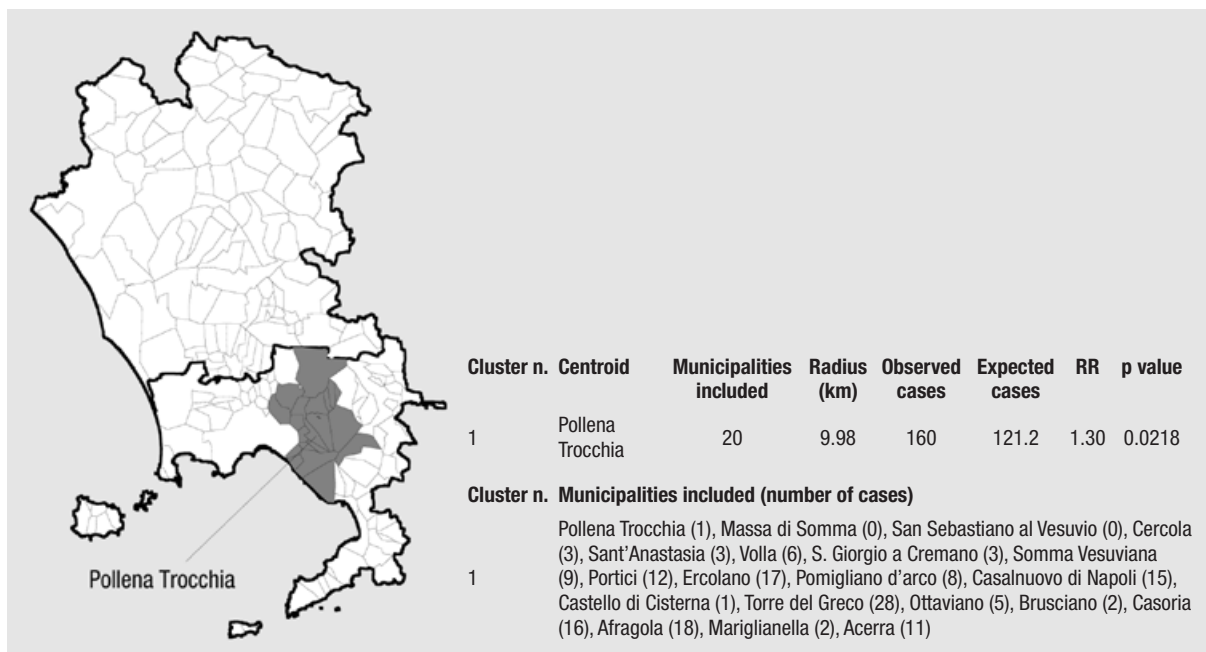 Pollena Trocchia
Cluster n. Centroid Municipalities included Radius (km) Observed cases Expected cases RR p value
1 Pollena Trocchia 20 9.98 160 121.2 1.30 0.0218
Cluster n. Municipalities included (number of cases)
1
Pollena Trocchia (1), Massa di Somma (0), San Sebastiano al Vesuvio (0), Cercola
(3), Sant’Anastasia (3), Volla (6), S. Giorgio a Cremano (3), Somma Vesuviana
(9), Portici (12), Ercolano (17), Pomigliano d’arco (8), Casalnuovo di Napoli (15),
Castello di Cisterna (1), Torre del Greco (28), Ottaviano (5), Brusciano (2), Casoria
(16), Afragola (18), Mariglianella (2), Acerra (11)